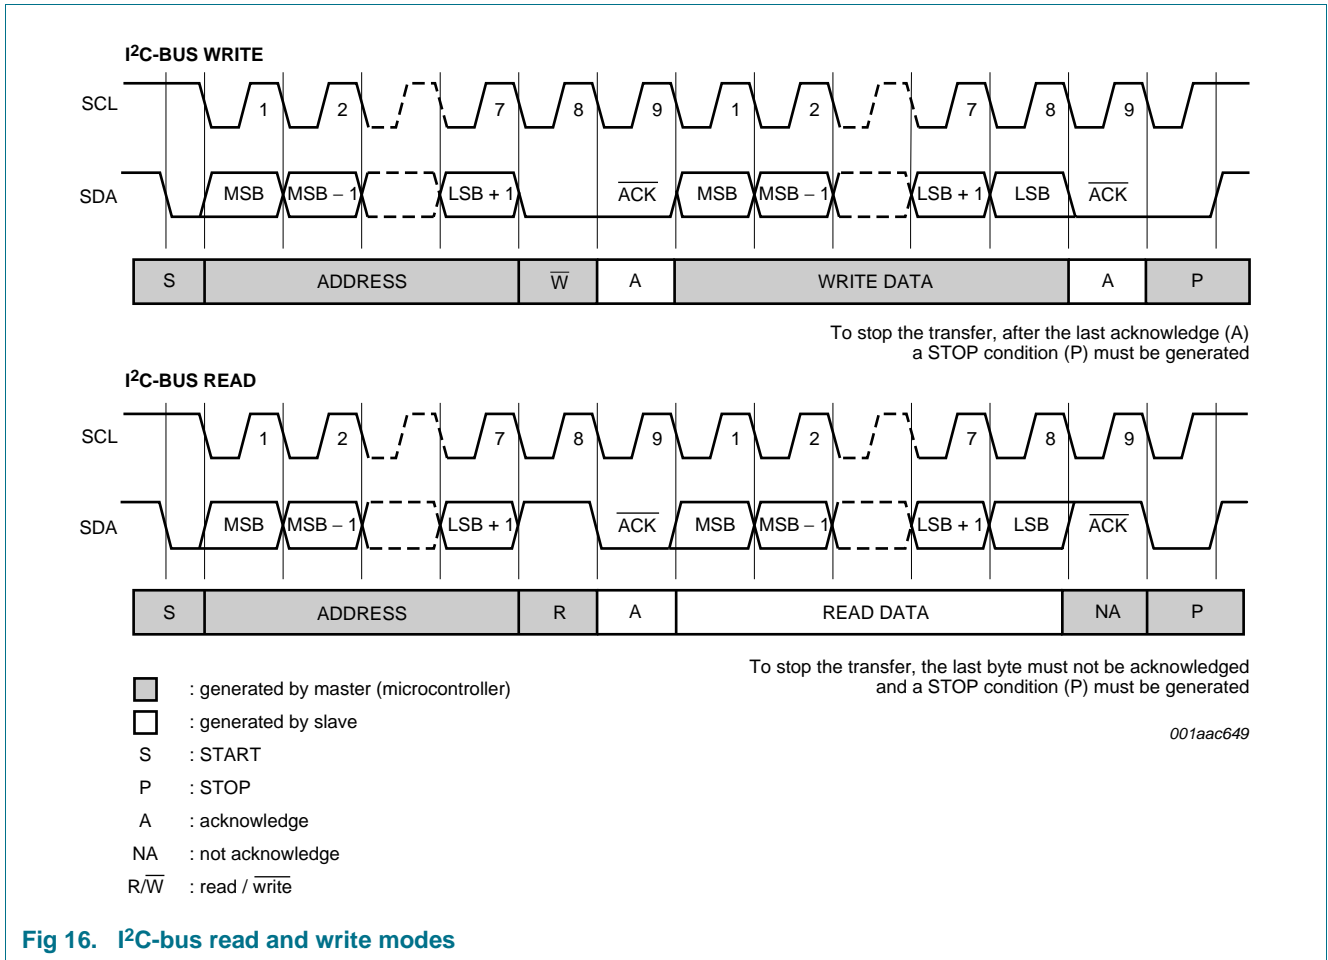 I²C-BUS WRITE
SCL 1 2 7 8 9 1 2 7 8 9
SDA MSB MSB − 1 LSB + 1 ACK MSB MSB − 1 LSB + 1 LSB ACK
S ADDRESS W A WRITE DATA A P
To stop the transfer, after the last acknowledge (A)
a STOP condition (P) must be generated
I²C-BUS READ
SCL 1 2 7 8 9 1 2 7 8 9
SDA MSB MSB − 1 LSB + 1 ACK MSB MSB − 1 LSB + 1 LSB ACK
S ADDRESS R A READ DATA NA P
To stop the transfer, the last byte must not be acknowledged
and a STOP condition (P) must be generated
: generated by master (microcontroller)
: generated by slave
001aac649
S : START
P : STOP
A : acknowledge
NA : not acknowledge
R/W : read / write
Fig 16. I²C-bus read and write modes